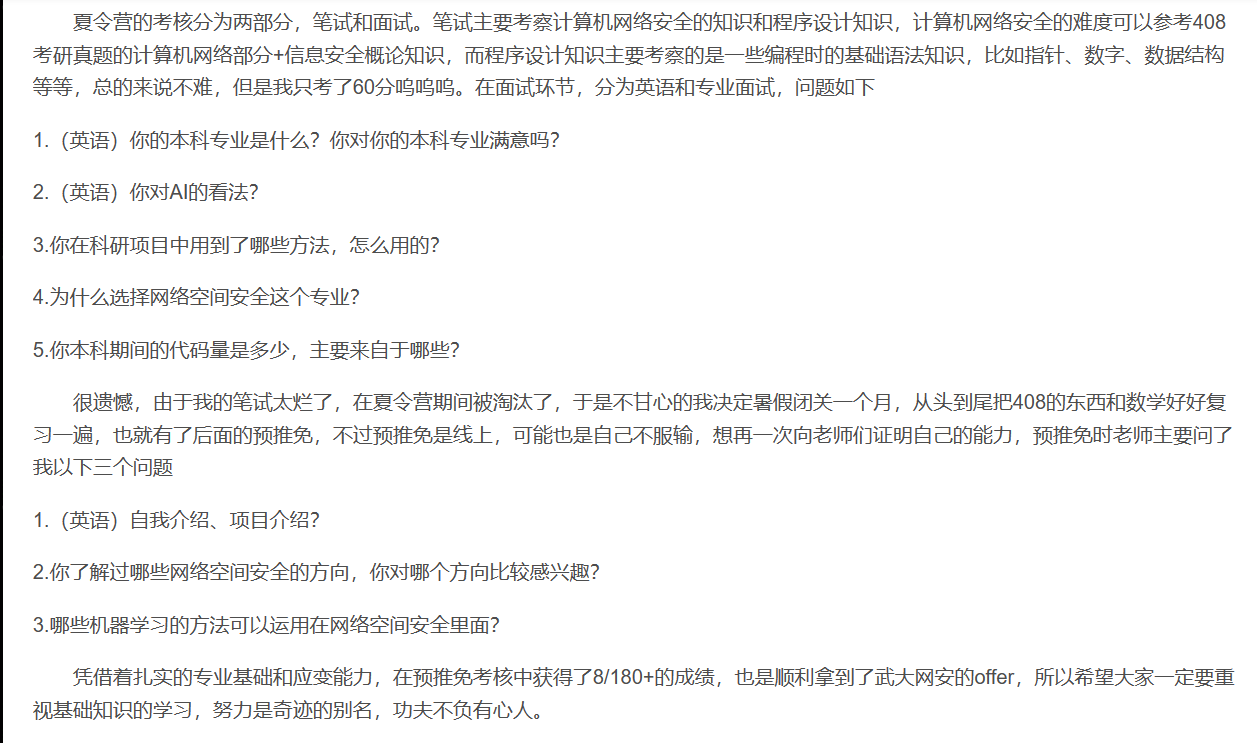 夏令营的考核分为两部分，笔试和面试。笔试主要考察计算机网络安全的知识和程序设计知识，计算机网络安全的难度可以参考408
考研真题的计算机网络部分+信息安全概论知识，而程序设计知识主要考察的是一些编程时的基础语法知识，比如指针、数字、数据结构
等等，总的来说不难，但是我只考了60分呜呜呜。在面试环节，分为英语和专业面试，问题如下
1.（英语）你的本科专业是什么？你对你的本科专业满意吗？
2.（英语）你对AI的看法？
3.你在科研项目中用到了哪些方法，怎么用的？
4.为什么选择网络空间安全这个专业？
5.你本科期间的代码量是多少，主要来自于哪些？
很遗憾，由于我的笔试太烂了，在夏令营期间被淘汰了，于是不甘心的我决定暑假闭关一个月，从头到尾把408的东西和数学好好复
习一遍，也就有了后面的预推免，不过预推免是线上，可能也是自己不服输，想再一次向老师们证明自己的能力，预推免时老师主要问了
我以下三个问题
1.（英语）自我介绍、项目介绍？
2.你了解过哪些网络空间安全的方向，你对哪个方向比较感兴趣？
3.哪些机器学习的方法可以运用在网络空间安全里面？
凭借着扎实的专业基础和应变能力，在预推免考核中获得了8/180+的成绩，也是顺利拿到了武大网安的offer，所以希望大家一定要重
视基础知识的学习，努力是奇迹的别名，功夫不负有心人。